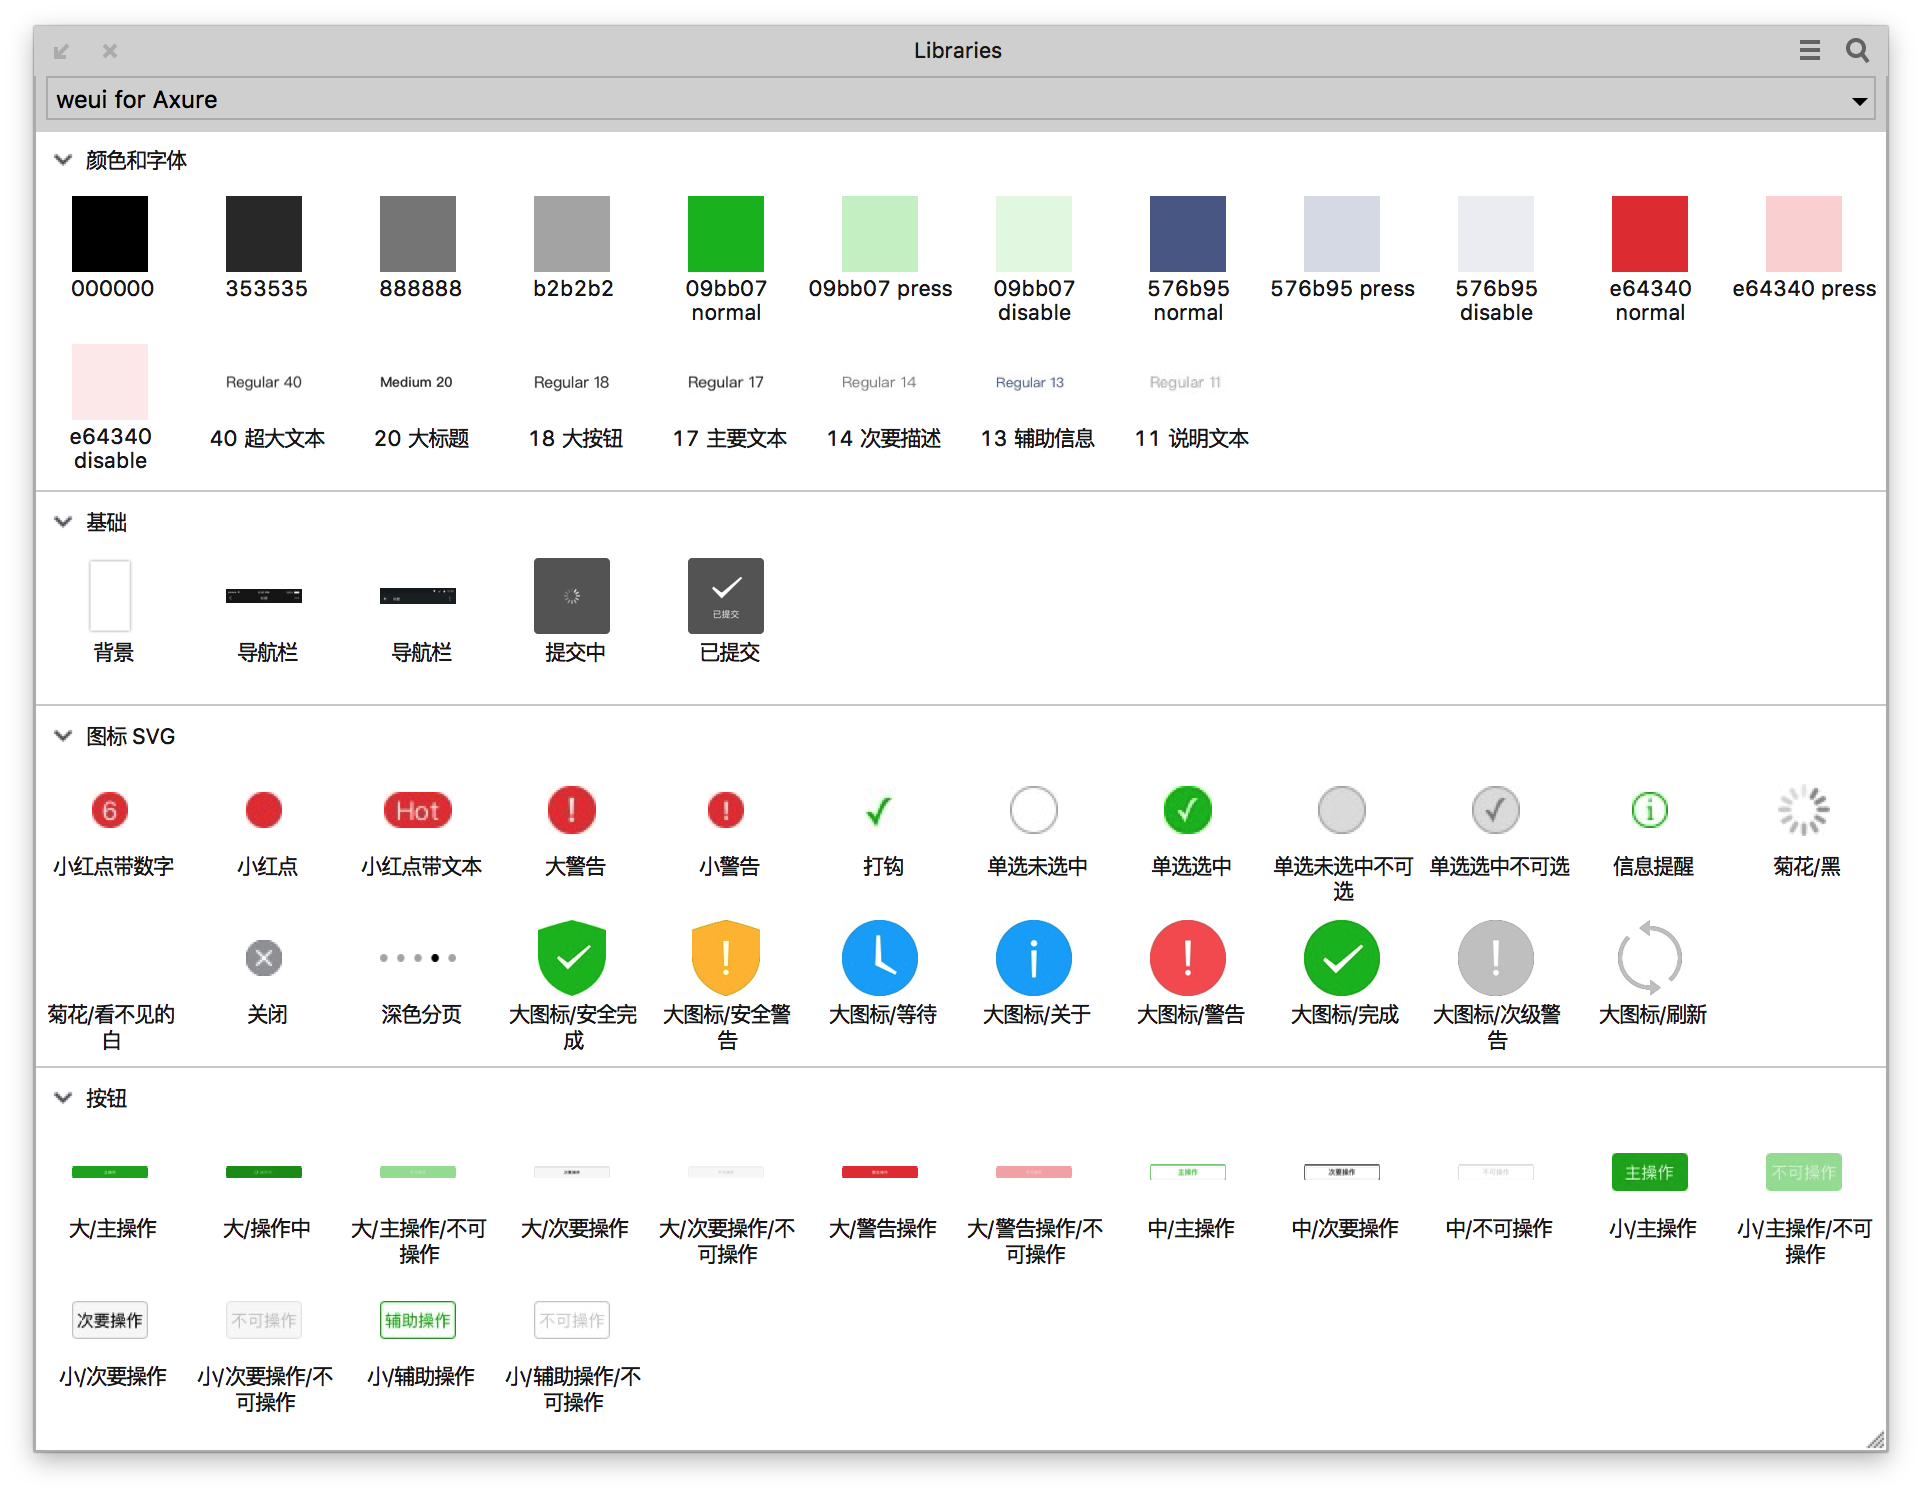 Libraries
weui for Axure
颜色和字体
000000
353535
888888
b2b2b2
09bb07
normal
09bb07 press
09bb07
disable
576b95
normal
576b95 press
576b95
disable
e64340
normal
e64340 press
e64340
disable
Regular 40
40 超大文本
Medium 20
20 大标题
Regular 18
18 大按钮
Regular 17
17 主要文本
Regular 14
14 次要描述
Regular 13
13 辅助信息
Regular 11
11 说明文本
基础
背景
导航栏
导航栏
提交中
已提交
已提交
图标 SVG
6
小红点带数字
小红点
Hot
小红点带文本
大警告
小警告
打钩
单选未选中
单选选中
单选未选中不可
选
单选选中不可选
信息提醒
菊花/黑
菊花/看不见的
白
关闭
深色分页
大图标/安全完
成
大图标/安全警
告
大图标/等待
大图标/关于
大图标/警告
大图标/完成
大图标/次级警
告
大图标/刷新
按钮
大/主操作
大/操作中
大/主操作/不可
操作
次要操作
大/次要操作
大/次要操作/不
可操作
大/警告操作
大/警告操作/不
可操作
主操作
中/主操作
次要操作
中/次要操作
不可操作
中/不可操作
主操作
小/主操作
不可操作
小/主操作/不可
操作
次要操作
小/次要操作
不可操作
小/次要操作/不
可操作
辅助操作
小/辅助操作
不可操作
小/辅助操作/不
可操作